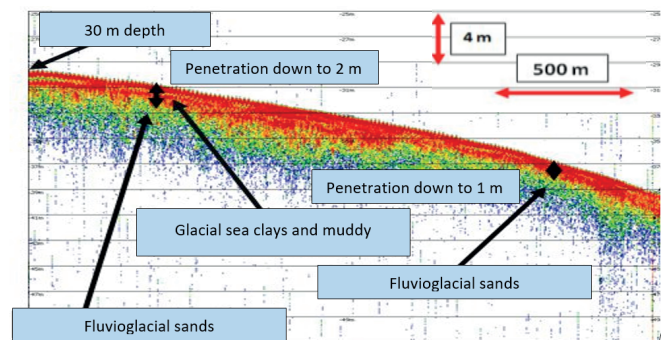 30 m depth
4 m
Penetration down to 2 m
500 m
Penetration down to 1 m
Glacial sea clays and muddy
Fluvioglacial sands
Fluvioglacial sands